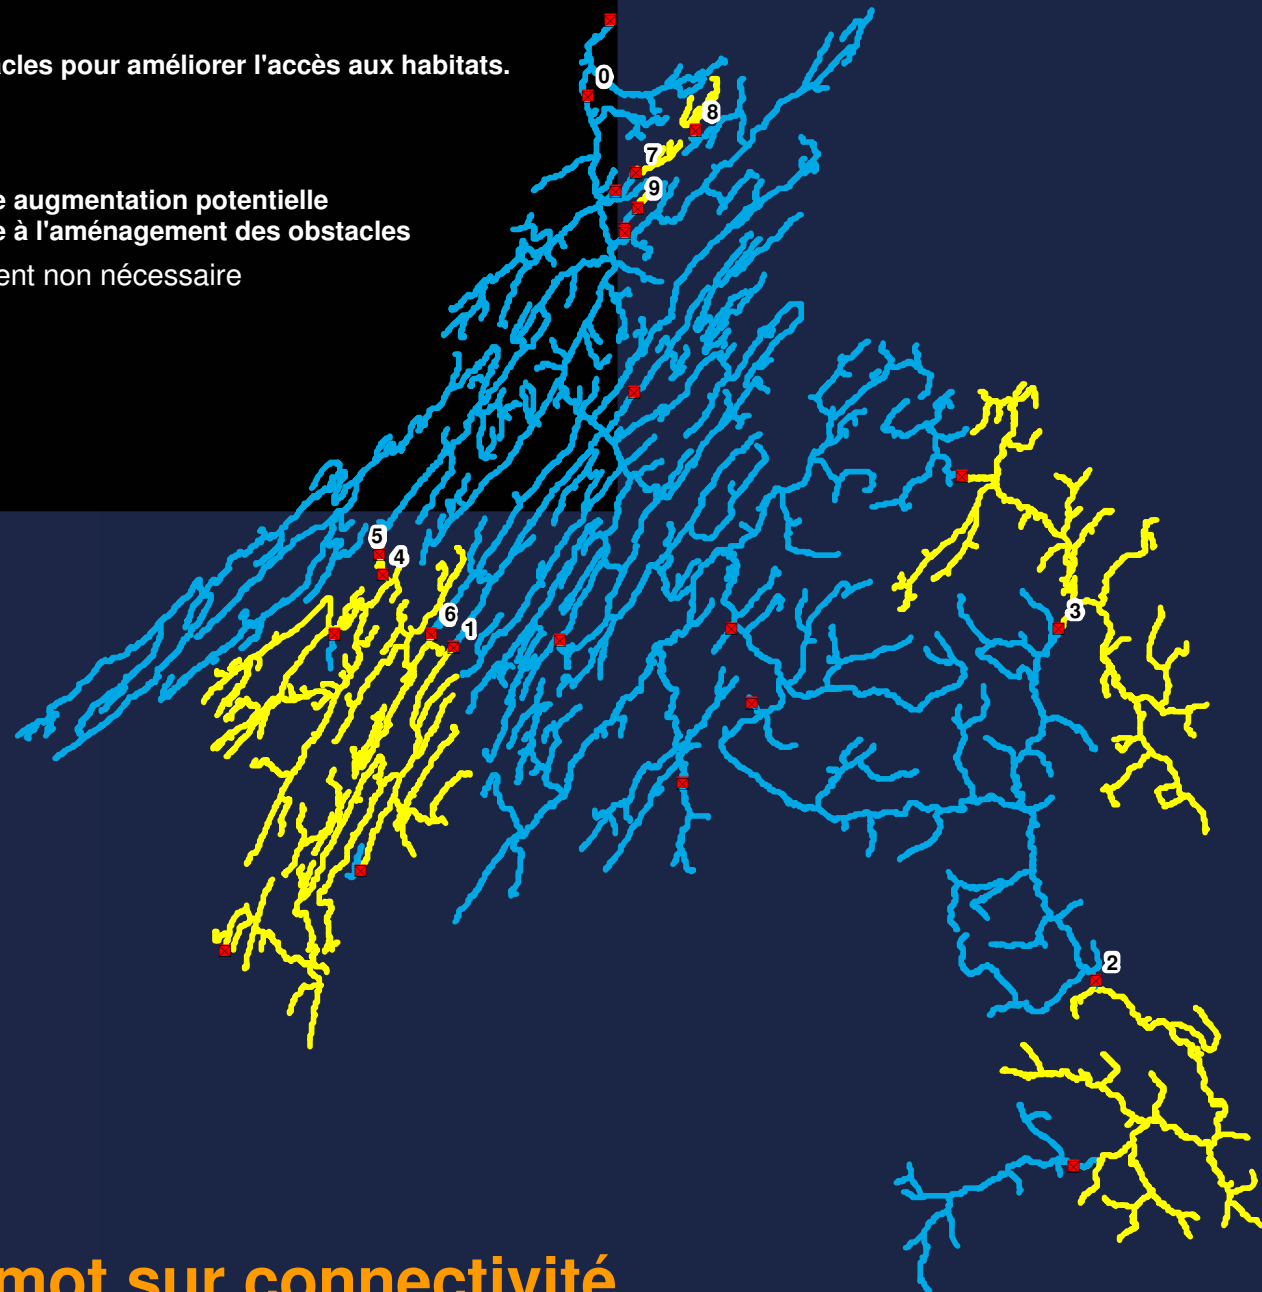 cles pour améliorer l'accès aux habitats.
0
8
7
9
e augmentation potentielle
e à l'aménagement des obstacles
ent non nécessaire
5
4
6
1
3
2
mot sur connectivité